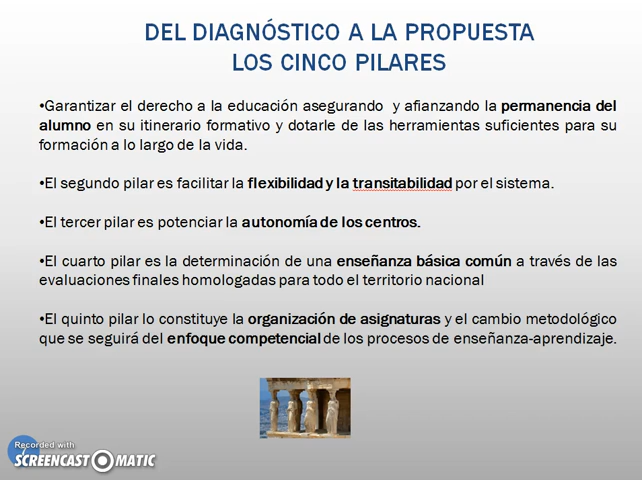 DEL DIAGNÓSTICO A LA PROPUESTA
LOS CINCO PILARES
•Garantizar el derecho a la educación asegurando y afianzando la permanencia del
alumno en su itinerario formativo y dotarle de las herramientas suficientes para su
formación a lo largo de la vida.
•El segundo pilar es facilitar la flexibilidad y la transitabilidad por el sistema.
•El tercer pilar es potenciar la autonomía de los centros.
•El cuarto pilar es la determinación de una enseñanza básica común a través de las
evaluaciones finales homologadas para todo el territorio nacional
•El quinto pilar lo constituye la organización de asignaturas y el cambio metodológico
que se seguirá del enfoque competencial de los procesos de enseñanza-aprendizaje.
Recorded with
SCREENCAST-O-MATIC